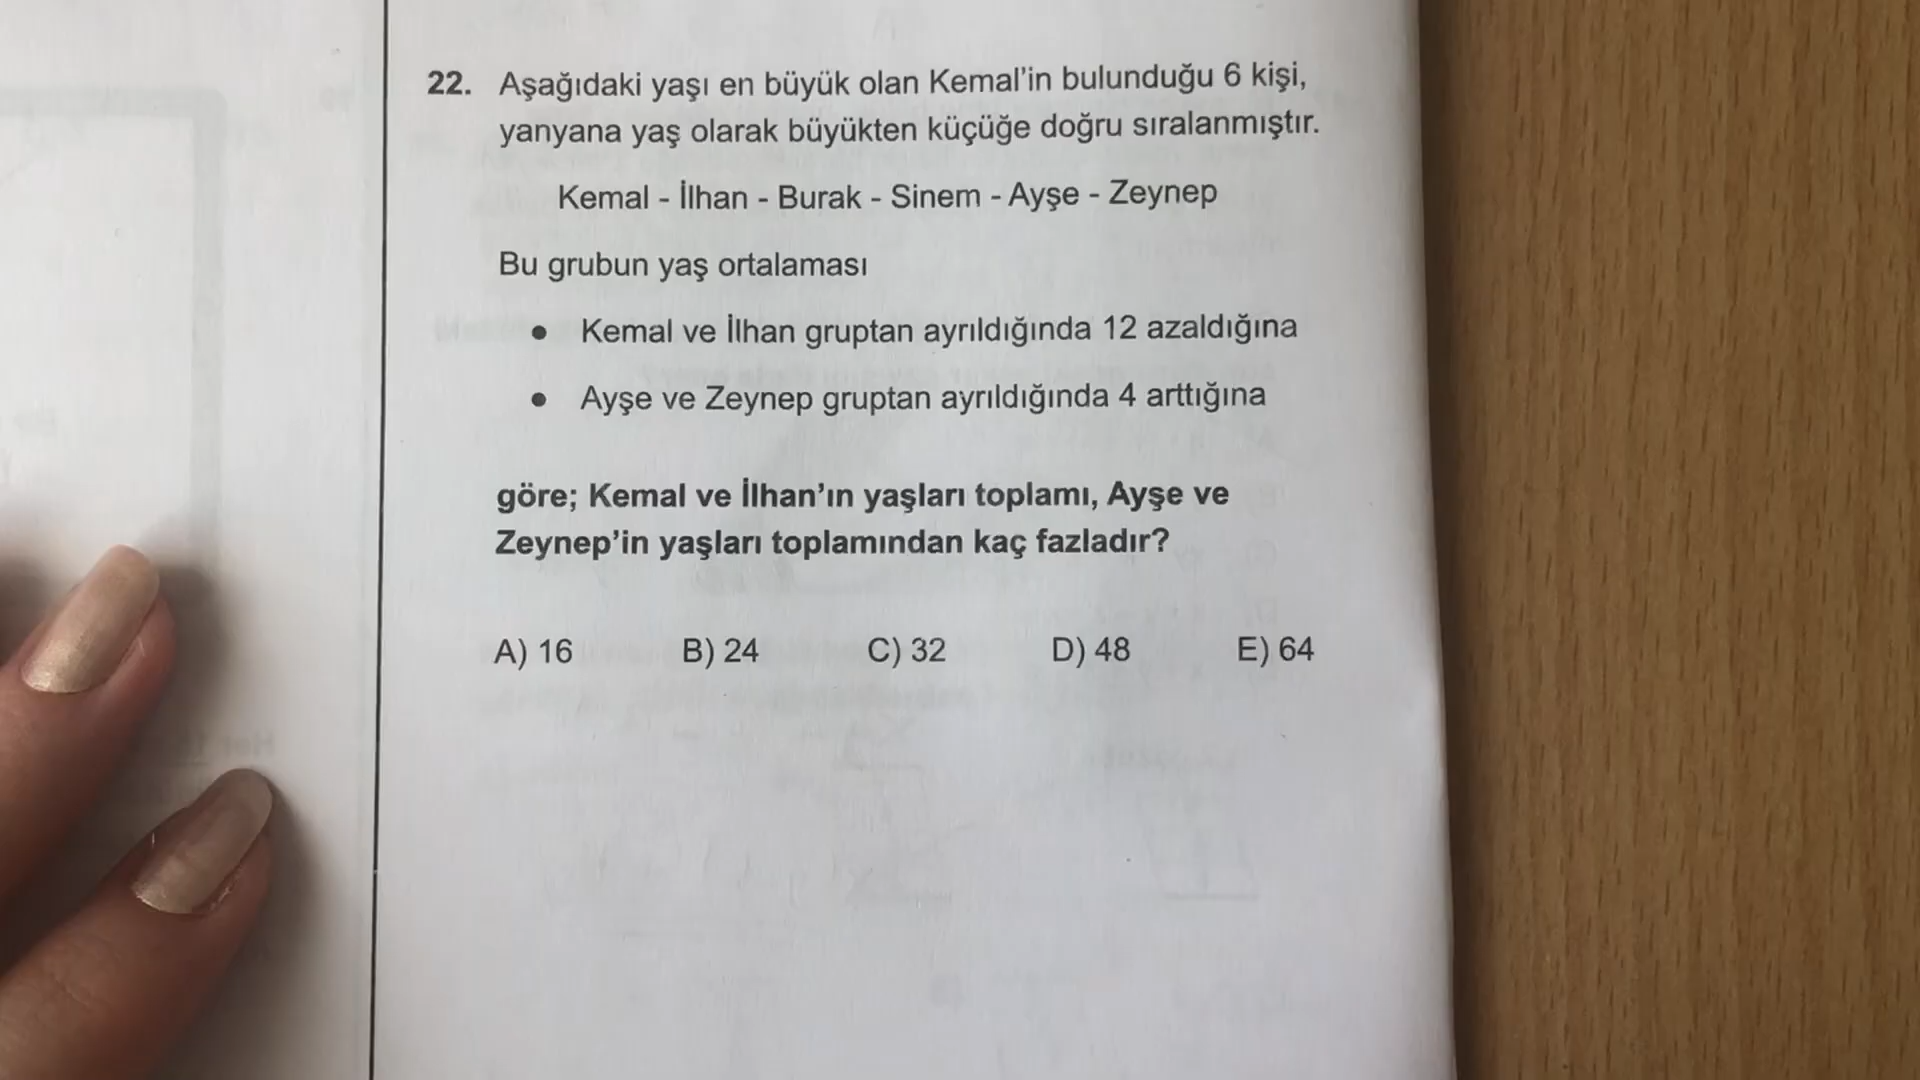 22. Aşağıdaki yaşı en büyük olan Kemal'in bulunduğu 6 kişi,
yanyana yaş olarak büyükten küçüğe doğru sıralanmıştır.
Kemal - İlhan - Burak - Sinem - Ayşe - Zeynep
Bu grubun yaş ortalaması
• Kemal ve İlhan gruptan ayrıldığında 12 azaldığına
• Ayşe ve Zeynep gruptan ayrıldığında 4 arttığına
göre; Kemal ve İlhan'ın yaşları toplamı, Ayşe ve
Zeynep'in yaşları toplamından kaç fazladır?
A) 16 B) 24 C) 32 D) 48 E) 64